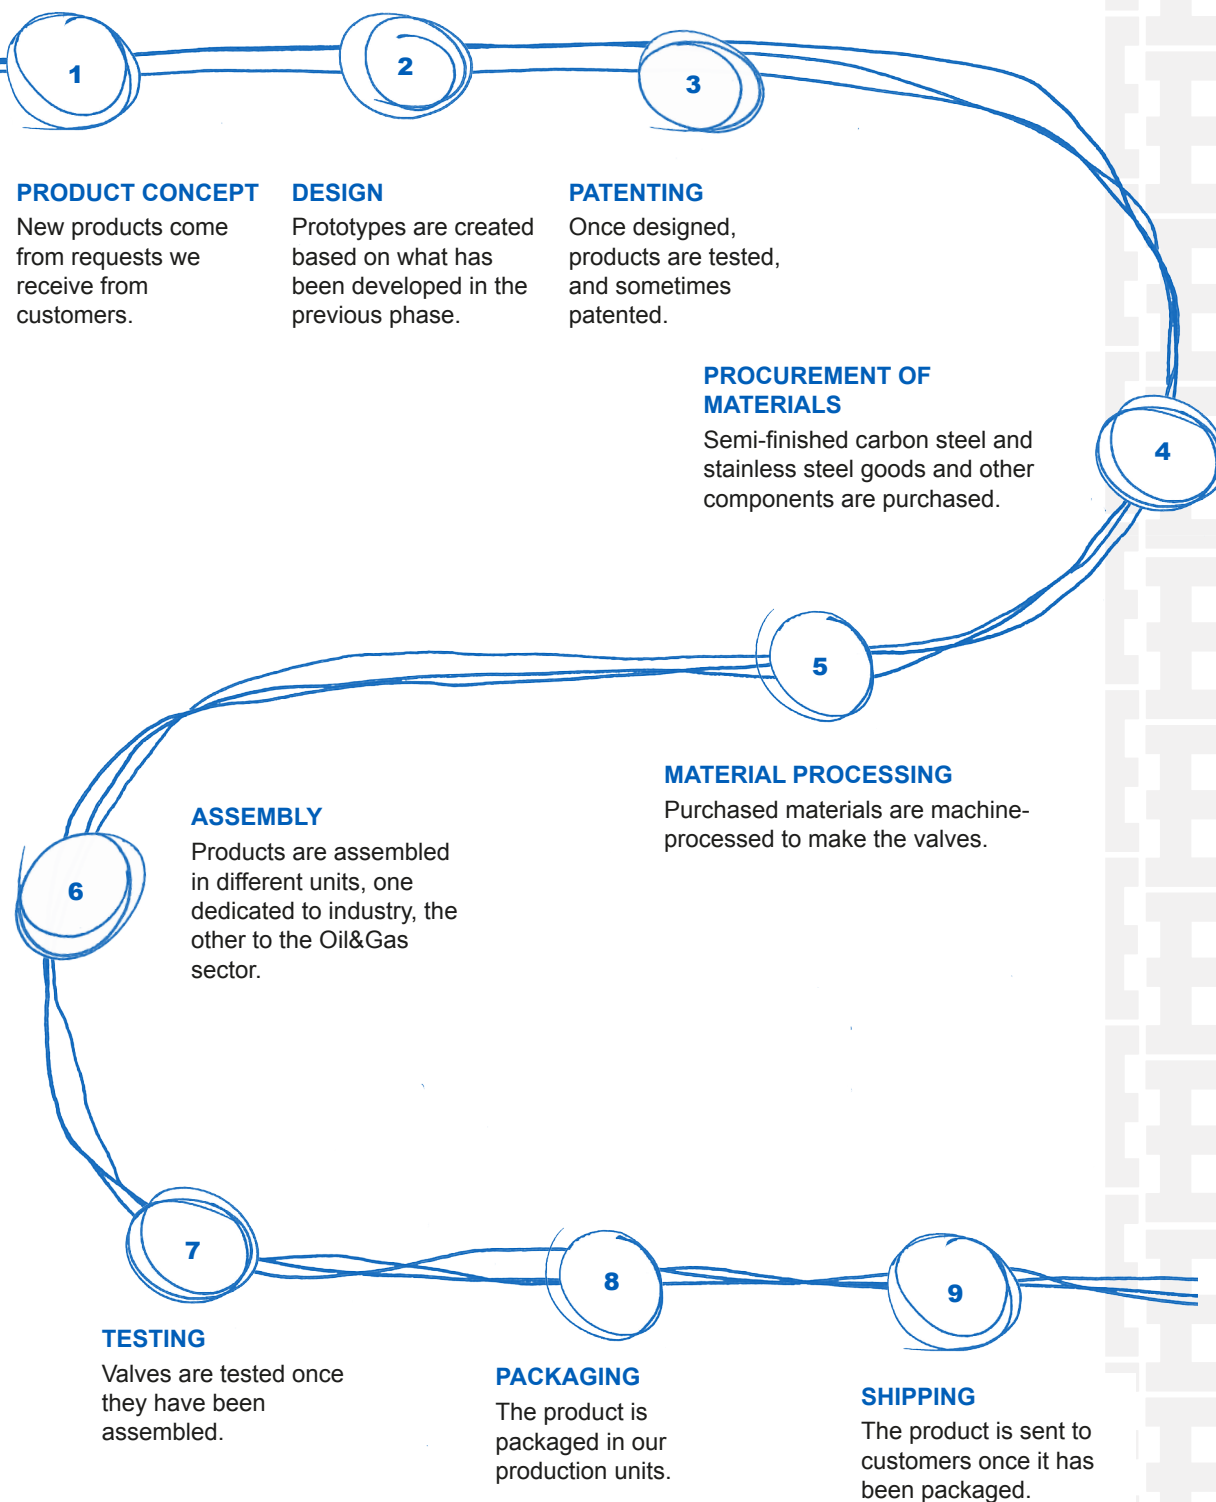 1
2
3
PRODUCT CONCEPT
New products come
from requests we
receive from
customers.
DESIGN
Prototypes are created
based on what has
been developed in the
previous phase.
PATENTING
Once designed,
products are tested,
and sometimes
patented.
4
PROCUREMENT OF
MATERIALS
Semi-finished carbon steel and
stainless steel goods and other
components are purchased.
5
MATERIAL PROCESSING
Purchased materials are machine-
processed to make the valves.
6
ASSEMBLY
Products are assembled
in different units, one
dedicated to industry, the
other to the Oil&Gas
sector.
7
TESTING
Valves are tested once
they have been
assembled.
8
PACKAGING
The product is
packaged in our
production units.
9
SHIPPING
The product is sent to
customers once it has
been packaged.